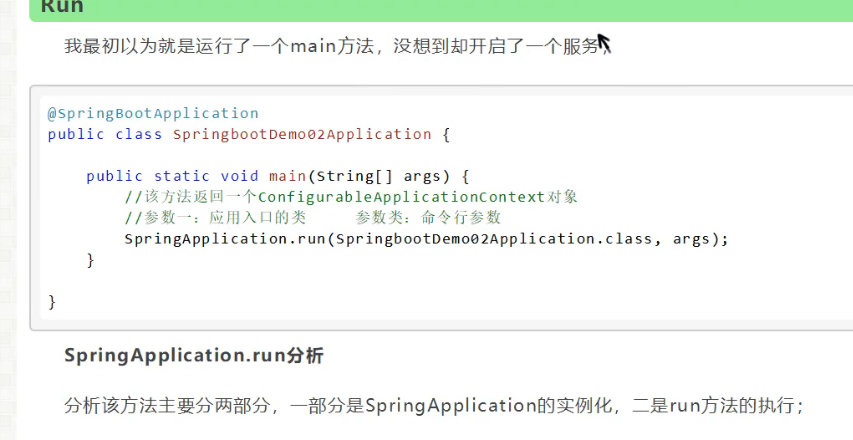 Run
我最初以为就是运行了一个main方法，没想到却开启了一个服务；
@SpringBootApplication
public class SpringbootDemo02Application {
public static void main(String[] args) {
//该方法返回一个ConfigurableApplicationContext对象
//参数一：应用入口的类 参数类：命令行参数
SpringApplication.run(SpringbootDemo02Application.class, args);
}
}
SpringApplication.run分析
分析该方法主要分两部分，一部分是SpringApplication的实例化，二是run方法的执行；